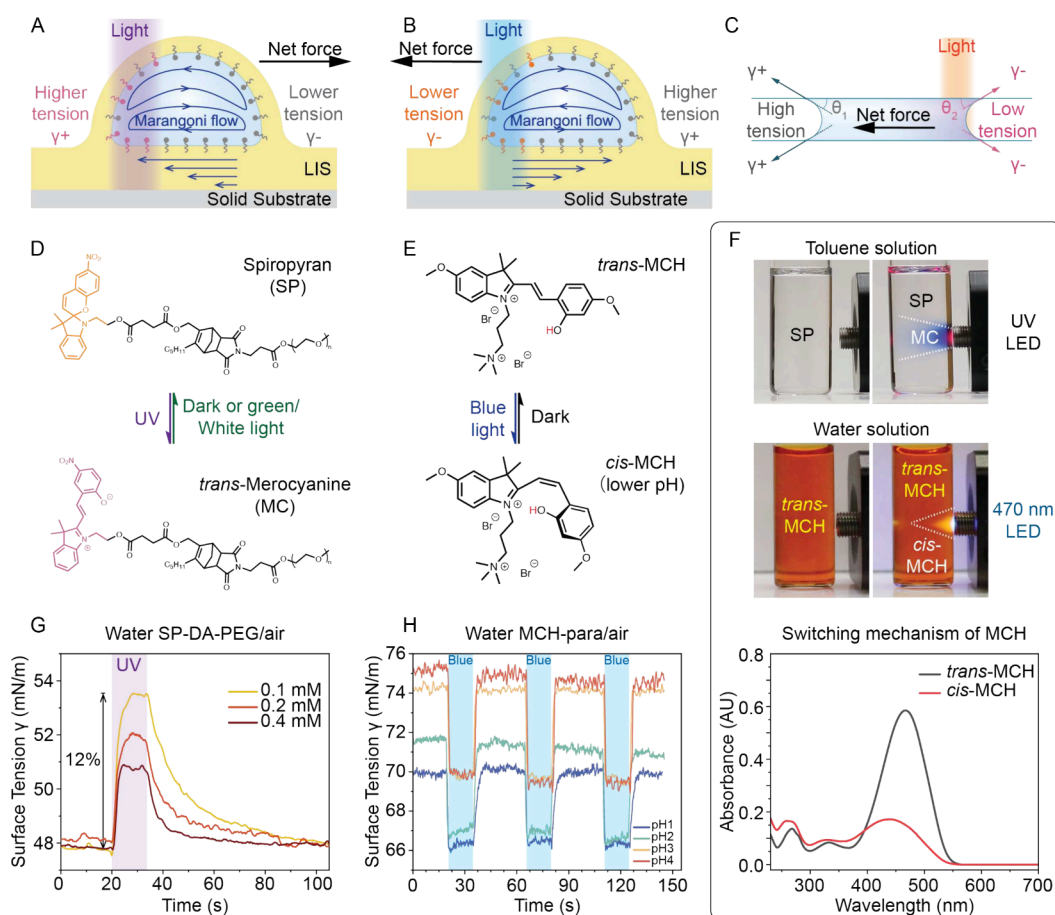 A
Light
Net force
Higher
tension
γ+
Marangoni flow
Lower
tension
γ-
LIS
Solid Substrate
B
Light
Net force
Lower
tension
γ-
Marangoni flow
Higher
tension
γ+
LIS
Solid Substrate
C
Light
γ+
γ-
High
tension
θ1
Net force
θ2
Low
tension
γ+
γ-
D
NO2
Spiropyran
(SP)
C5H11
UV
Dark or green/
White light
NO2
trans-Merocyanine
(MC)
C5H11
E
trans-MCH
HO
Br⊖
Br⊖
Blue
light
Dark
cis-MCH
(lower pH)
HO
Br⊖
Br⊖
F
Toluene solution
SP
SP
MC
UV
LED
Water solution
trans-
MCH
trans-
MCH
cis-
MCH
470 nm
LED
Switching mechanism of MCH
trans-MCH
cis-MCH
Absorbance (AU)
0.8
0.6
0.4
0.2
0.0
300 400 500 600 700
Wavelength (nm)
G
Water SP-DA-PEG/air
UV
0.1 mM
0.2 mM
0.4 mM
12%
Surface Tension γ (mN/m)
54
52
50
48
0 20 40 60 80 100
Time (s)
H
Water MCH-para/air
Blue Blue Blue
pH1
pH2
pH3
pH4
Surface Tension γ (mN/m)
76
74
72
70
68
66
0 30 60 90 120 150
Time (s)